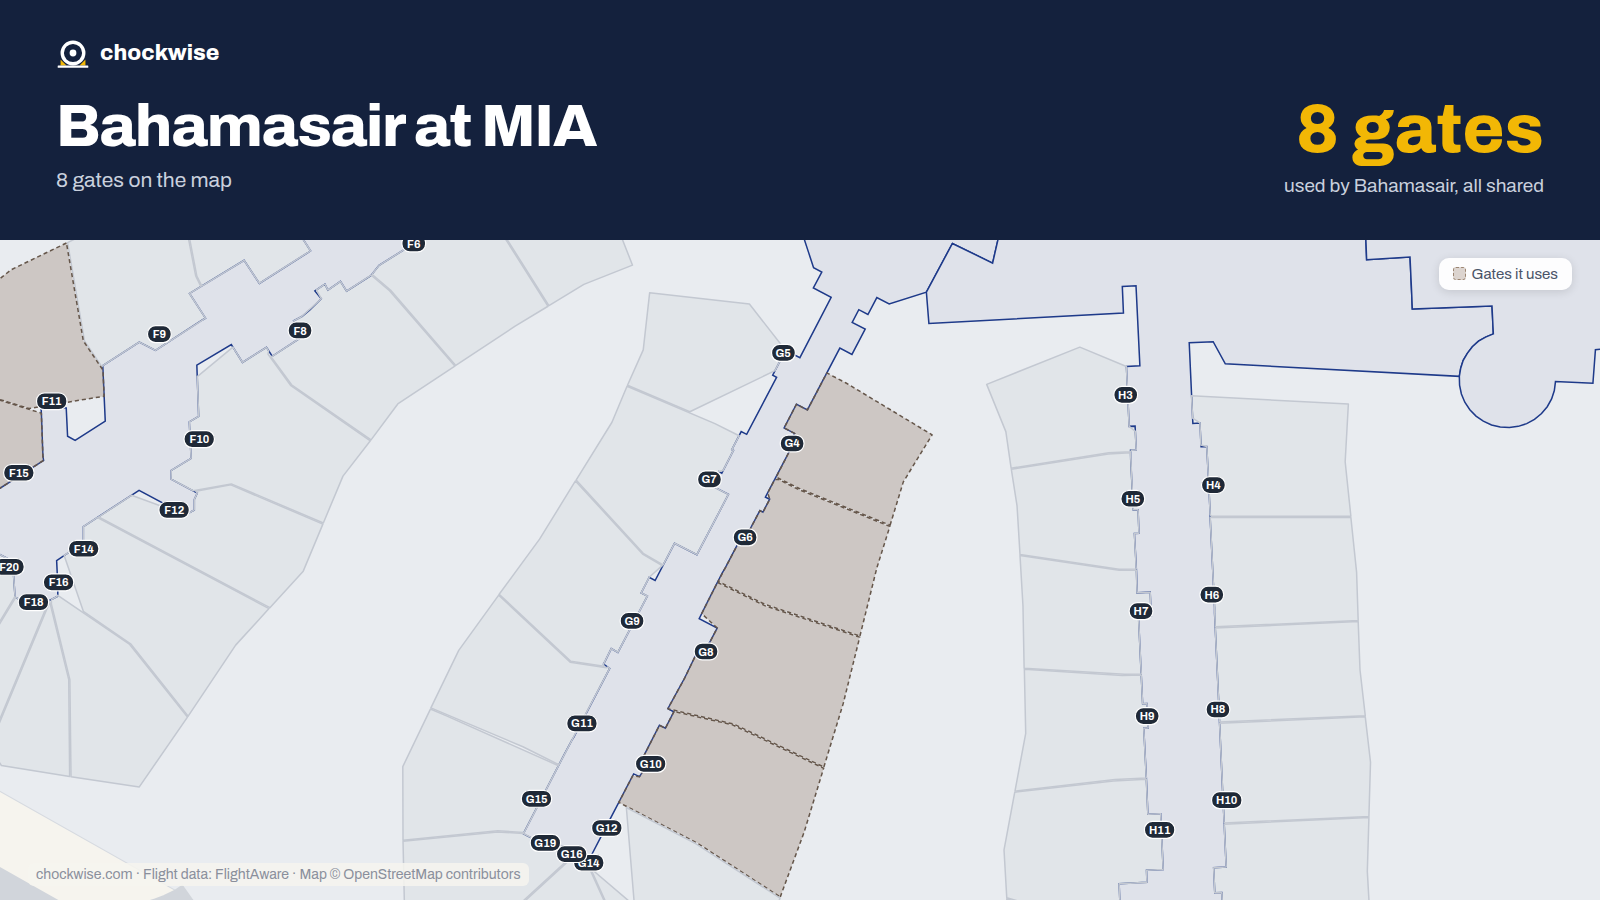 chockwise
Bahamasair at MIA
8 gates on the map
8 gates
used by Bahamasair, all shared
Gates it uses
F6
F9
F8
G5
F11
H3
F10
G4
F15
G7
H4
H5
F12
G6
F14
F20
F16
H6
F18
H7
G9
G8
H8
H9
G11
G10
G15
H10
G12
H11
G19
G16
G14
chockwise.com · Flight data: FlightAware · Map © OpenStreetMap contributors